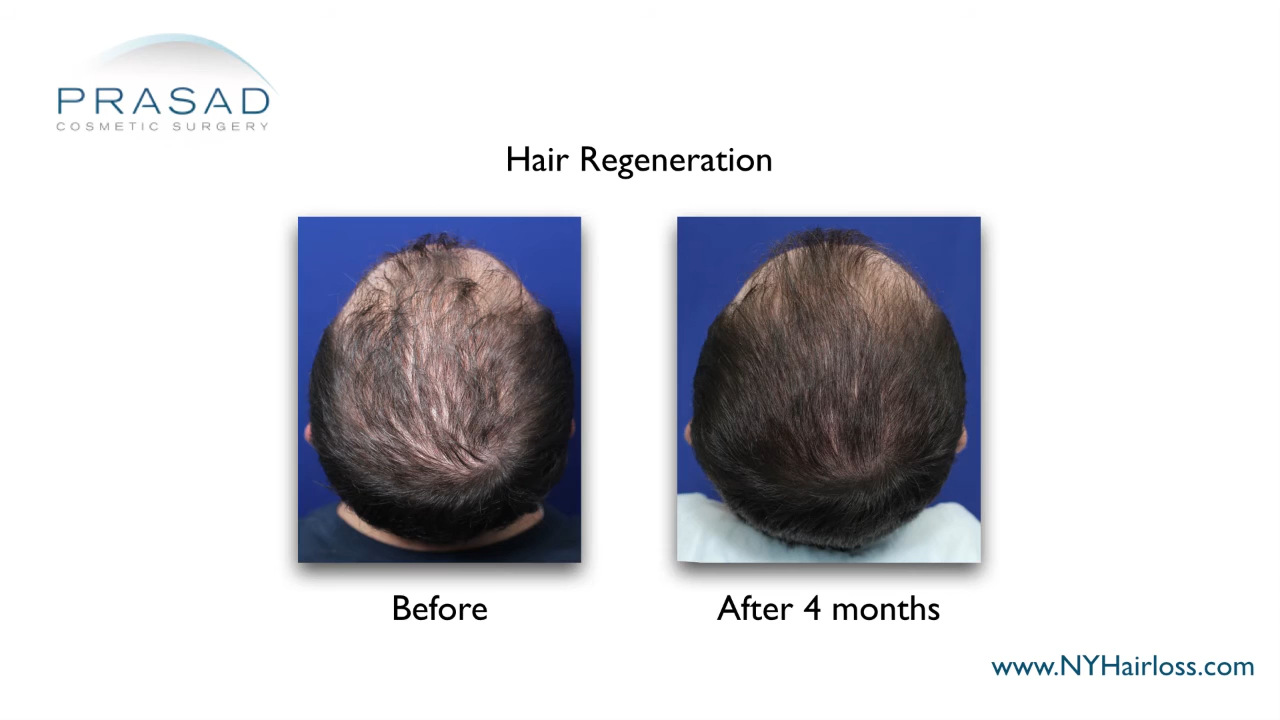 PRASAD
COSMETIC SURGERY
Hair Regeneration
Before
After 4 months
www.NYHairloss.com